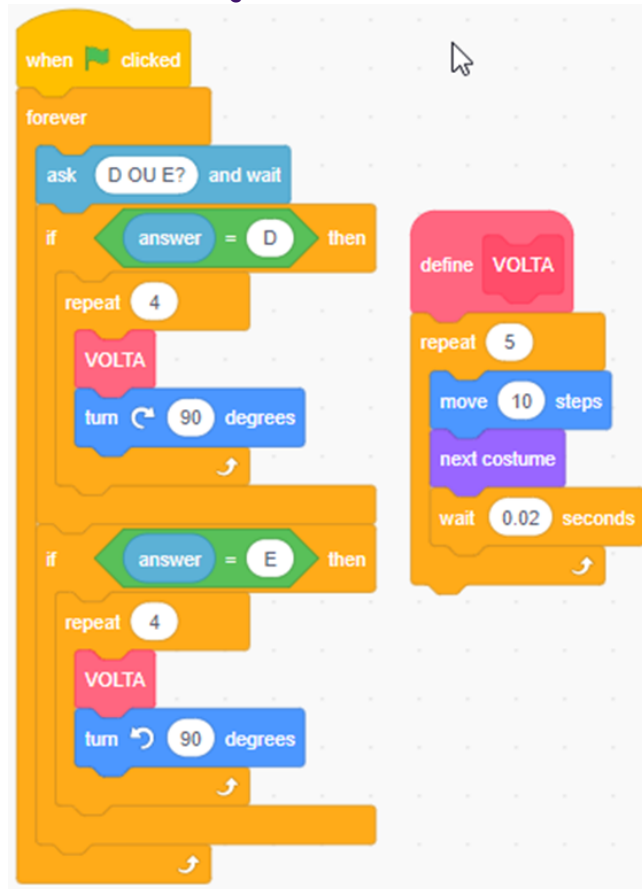 when clicked
forever
ask D OU E? and wait
if answer = D then
repeat 4
VOLTA
turn 90 degrees
if answer = E then
repeat 4
VOLTA
turn 90 degrees
define VOLTA
repeat 5
move 10 steps
next costume
wait 0.02 seconds